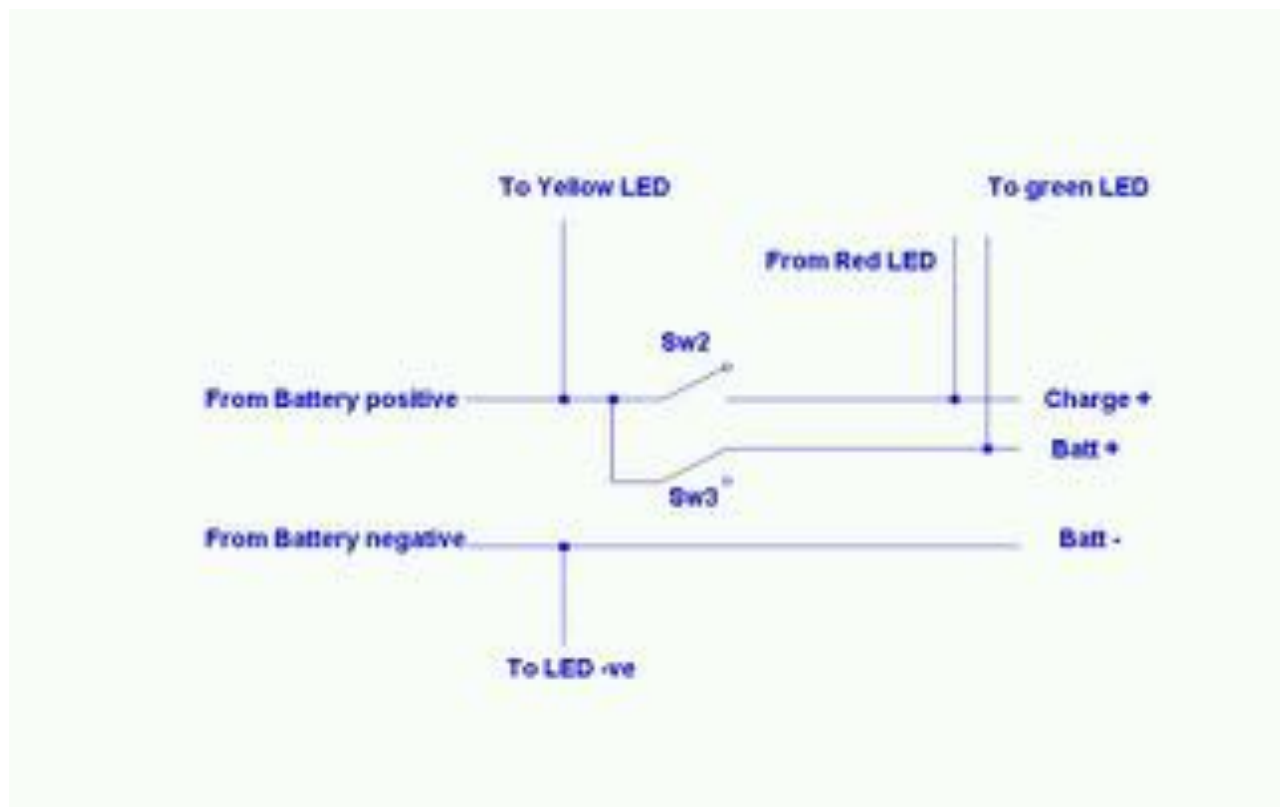 To Yellow LED
To green LED
From Red LED
Sw2
From Battery positive
Charge +
Batt +
Sw3
From Battery negative
Batt -
To LED -ve